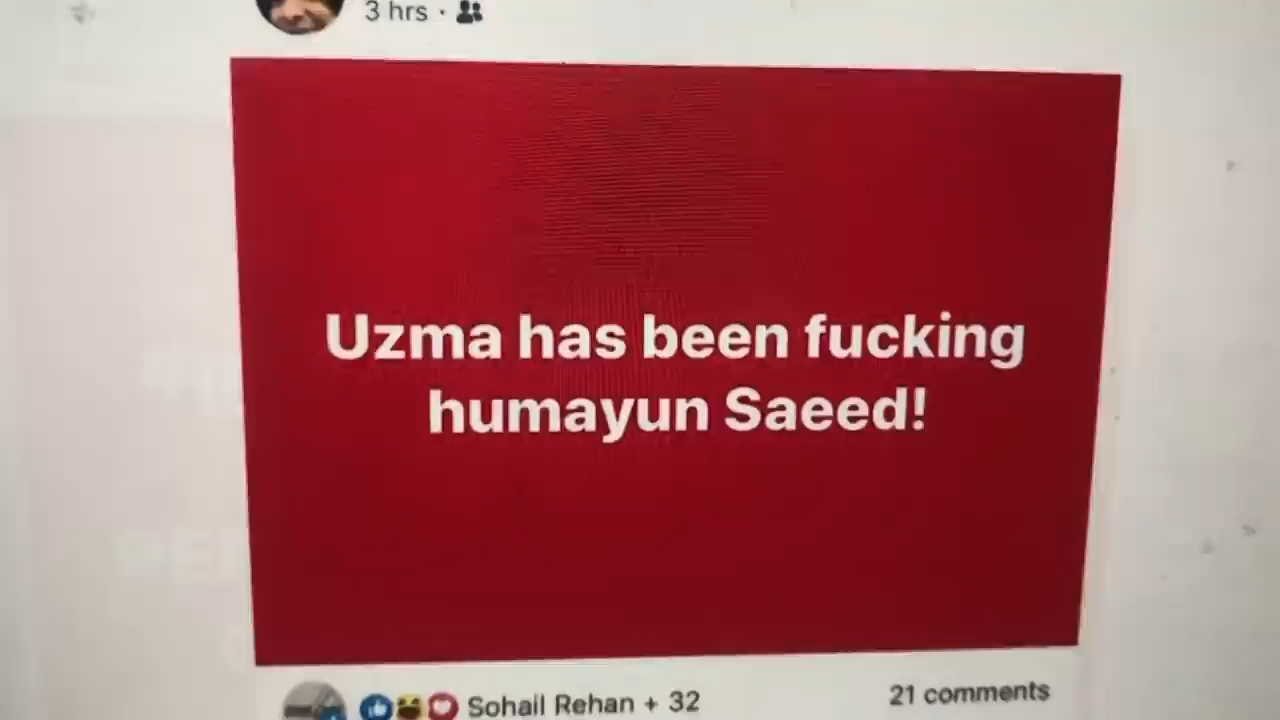 3 hrs ·
Uzma has been fucking
humayun Saeed!
Sohail Rehan + 32
21 comments